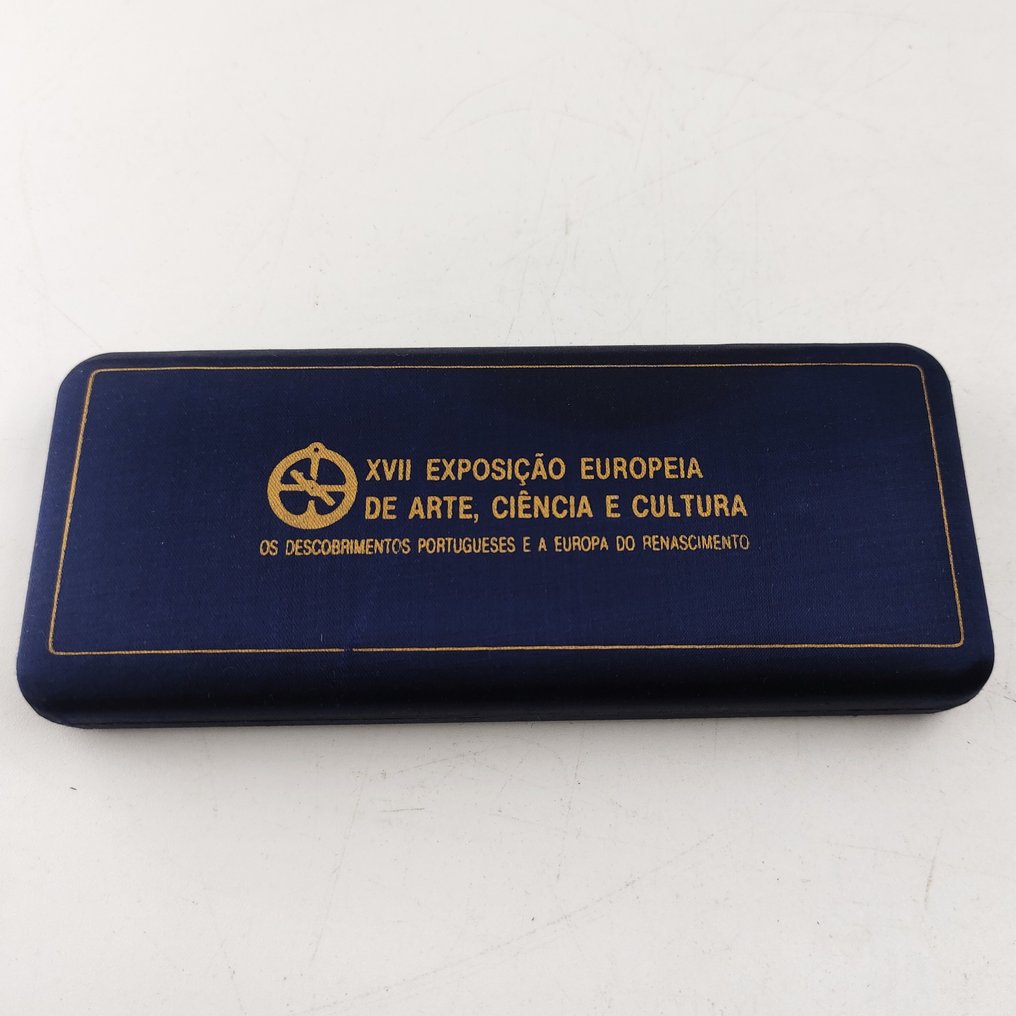 XVII EXPOSIÇÃO EUROPEIA
DE ARTE, CIÊNCIA E CULTURA
OS DESCOBRIMENTOS PORTUGUESES E A EUROPA DO RENASCIMENTO